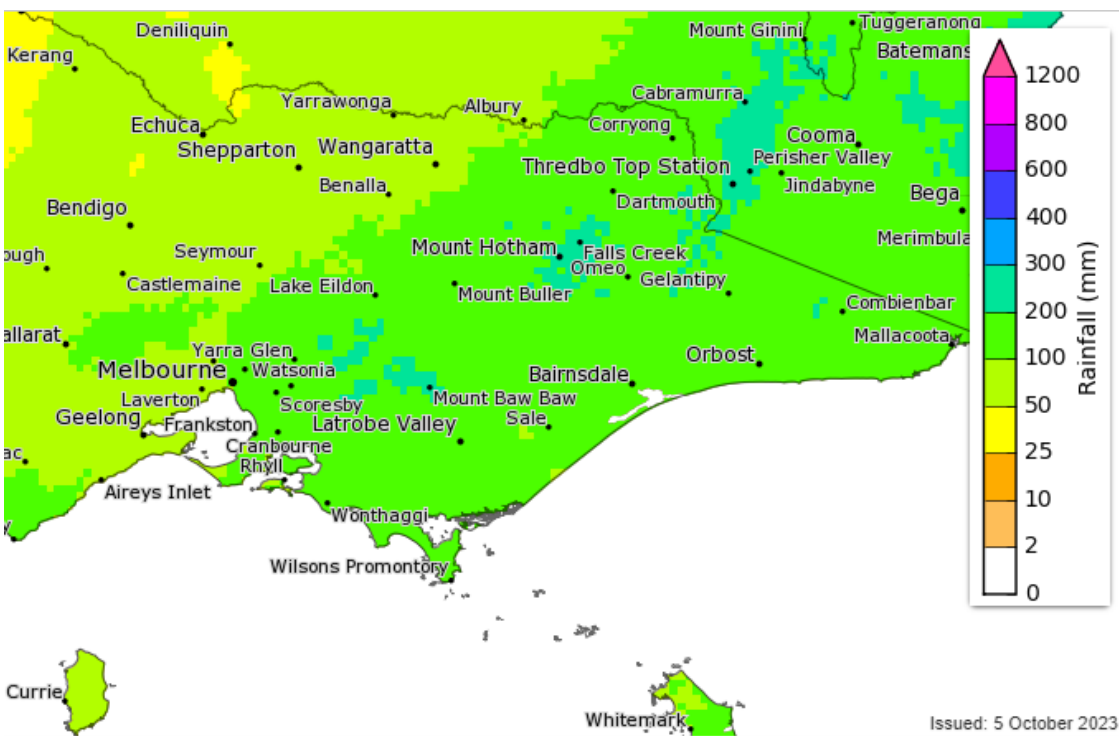 Deniliquin
Mount Ginini
Tuggeranong
Kerang
Batemans
Cabramurra
Yarrawonga
Albury
Echuca
Corryong
Cooma
Shepparton
Wangaratta
Thredbo Top Station
Perisher Valley
Benalla
Jindabyne
Dartmouth
Bega
Bendigo
Merimbula
Seymour
Mount Hotham
Falls Creek
ough
Omeo
Gelantipy
Castlemaine
Lake Eildon
Mount Buller
Combienbar
allarat
Mallacoota
Yarra Glen
Orbost
Melbourne
Watsonia
Bairnsdale
Laverton
Scoresby
Mount Baw Baw
Geelong
Frankston
Latrobe Valley
Sale
Cranbourne
ac
Rhyll
Aireys Inlet
Wonthaggi
y
Wilsons Promontory
Currie
Whitemark
1200
800
600
400
300
200
100
50
25
10
2
0
Rainfall (mm)
Issued: 5 October 2023